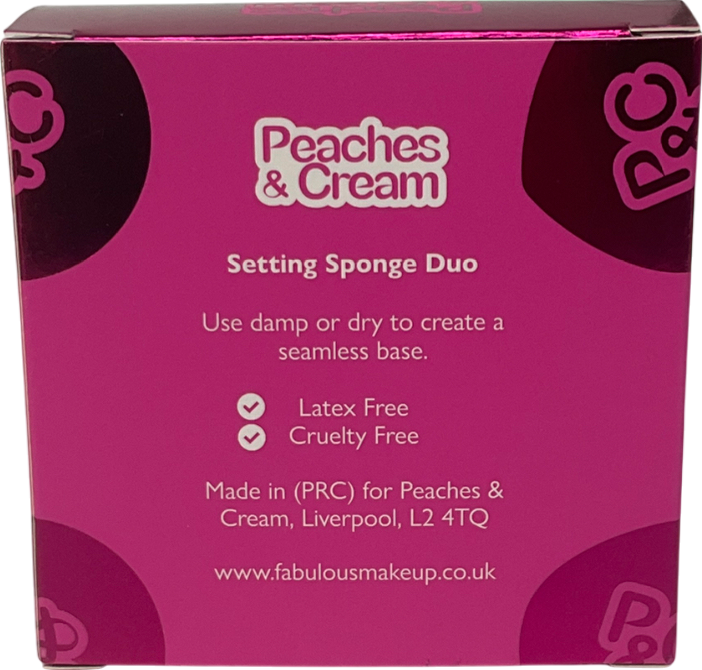 Peaches
& Cream
Setting Sponge Duo
Use damp or dry to create a
seamless base.
Latex Free
Cruelty Free
Made in (PRC) for Peaches &
Cream, Liverpool, L2 4TQ
www.fabulousmakeup.co.uk
P&C
P&C
P&C